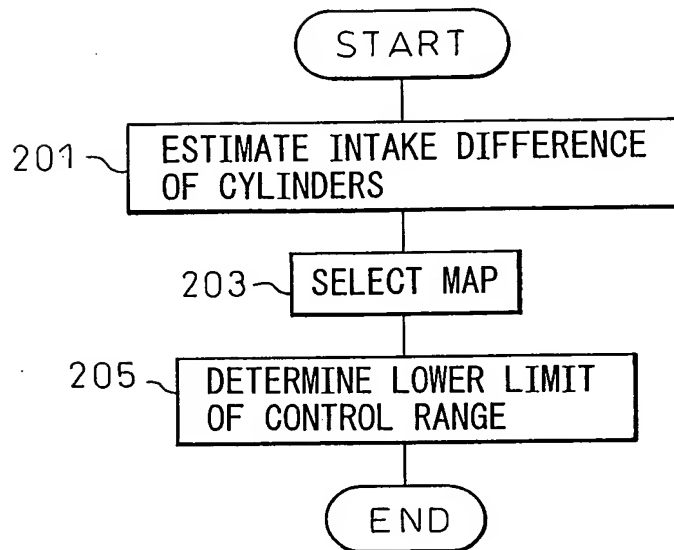 START
201
ESTIMATE INTAKE DIFFERENCE
OF CYLINDERS
203
SELECT MAP
205
DETERMINE LOWER LIMIT
OF CONTROL RANGE
END